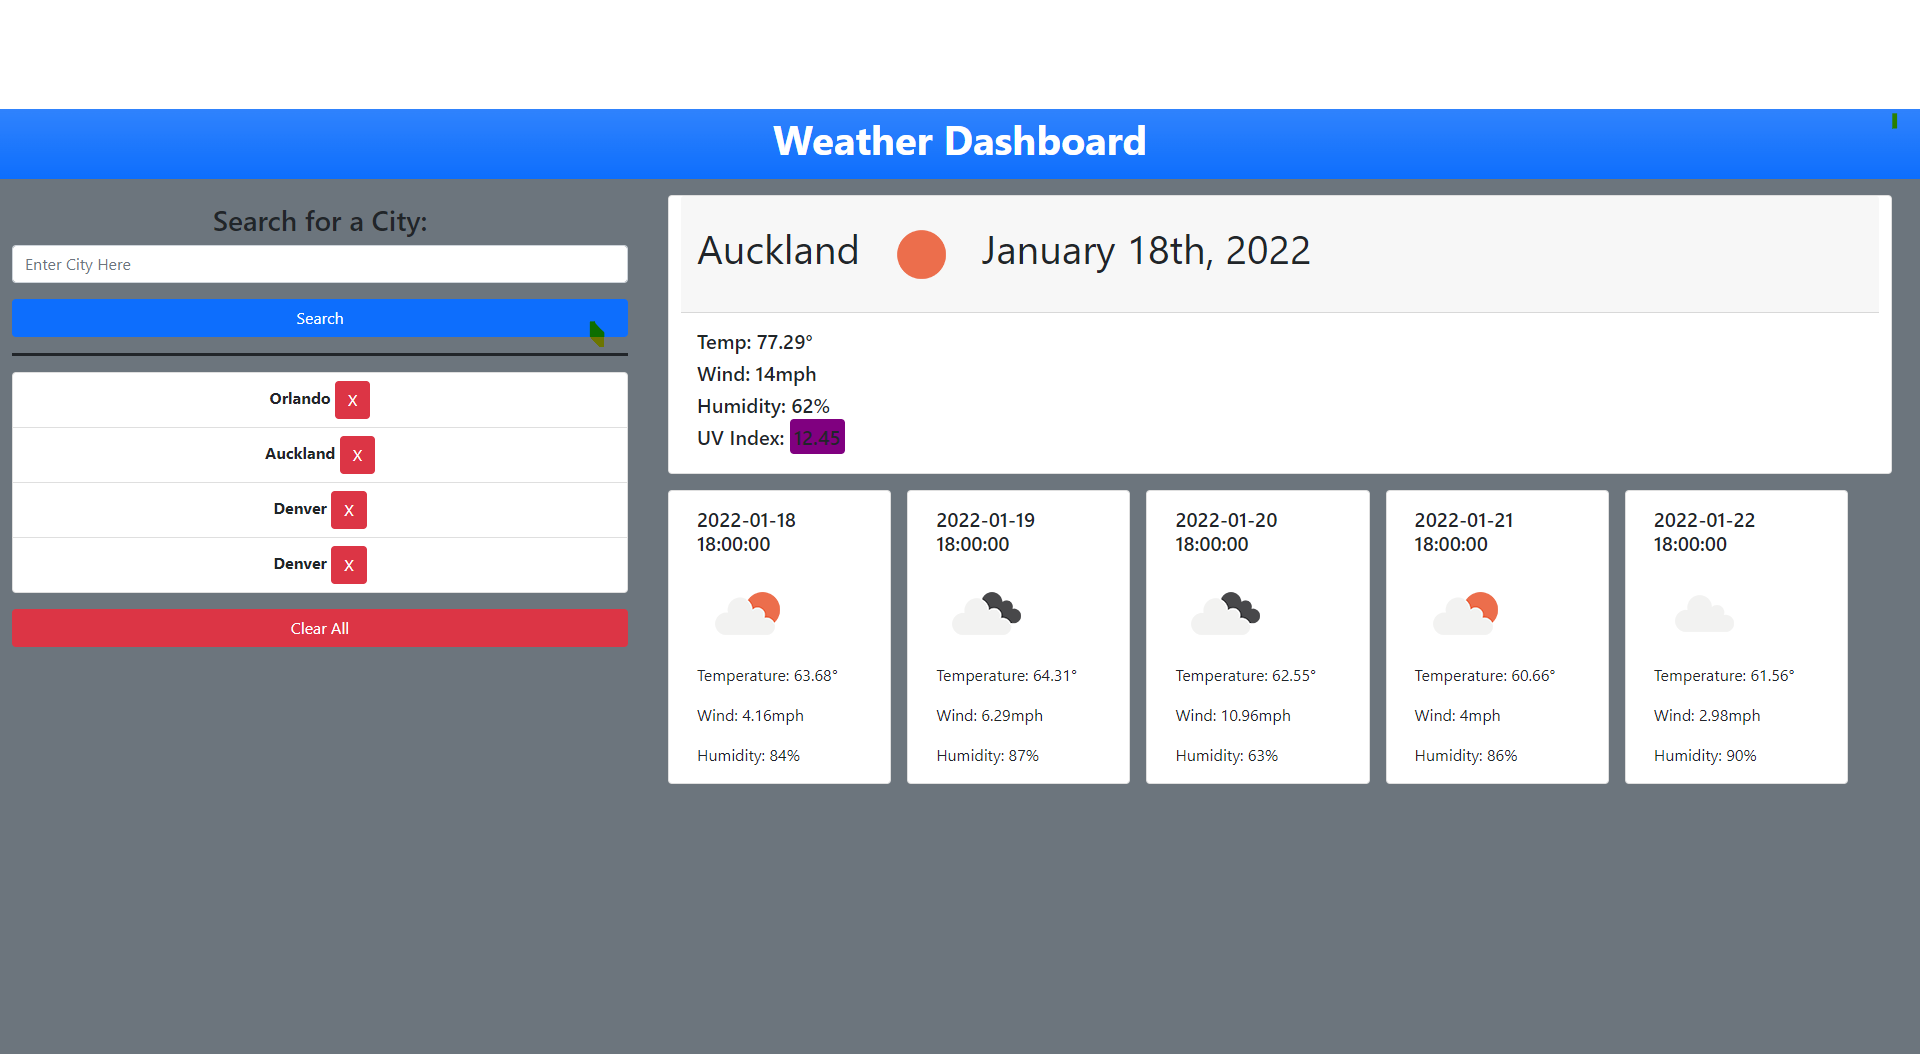 Weather Dashboard
Search for a City:
Enter City Here
Search
Orlando X
Auckland X
Denver X
Denver X
Clear All
Auckland January 18th, 2022
Temp: 77.29°
Wind: 14mph
Humidity: 62%
UV Index: 12.45
2022-01-18
18:00:00
Temperature: 63.68°
Wind: 4.16mph
Humidity: 84%
2022-01-19
18:00:00
Temperature: 64.31°
Wind: 6.29mph
Humidity: 87%
2022-01-20
18:00:00
Temperature: 62.55°
Wind: 10.96mph
Humidity: 63%
2022-01-21
18:00:00
Temperature: 60.66°
Wind: 4mph
Humidity: 86%
2022-01-22
18:00:00
Temperature: 61.56°
Wind: 2.98mph
Humidity: 90%